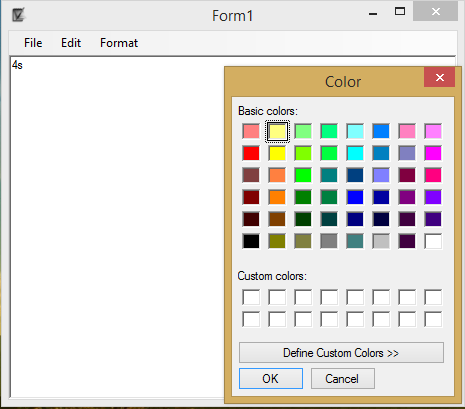 Form1
File Edit Format
4s
Color
Basic colors:
Custom colors:
Define Custom Colors >>
OK Cancel